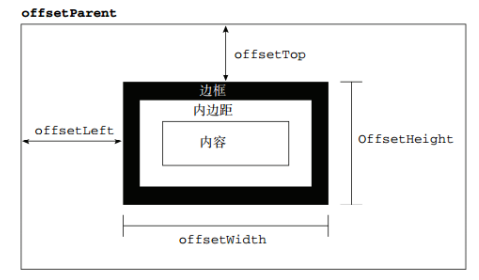 offsetParent
offsetTop
边框
内边距
offsetLeft
内容
OffsetHeight
offsetWidth